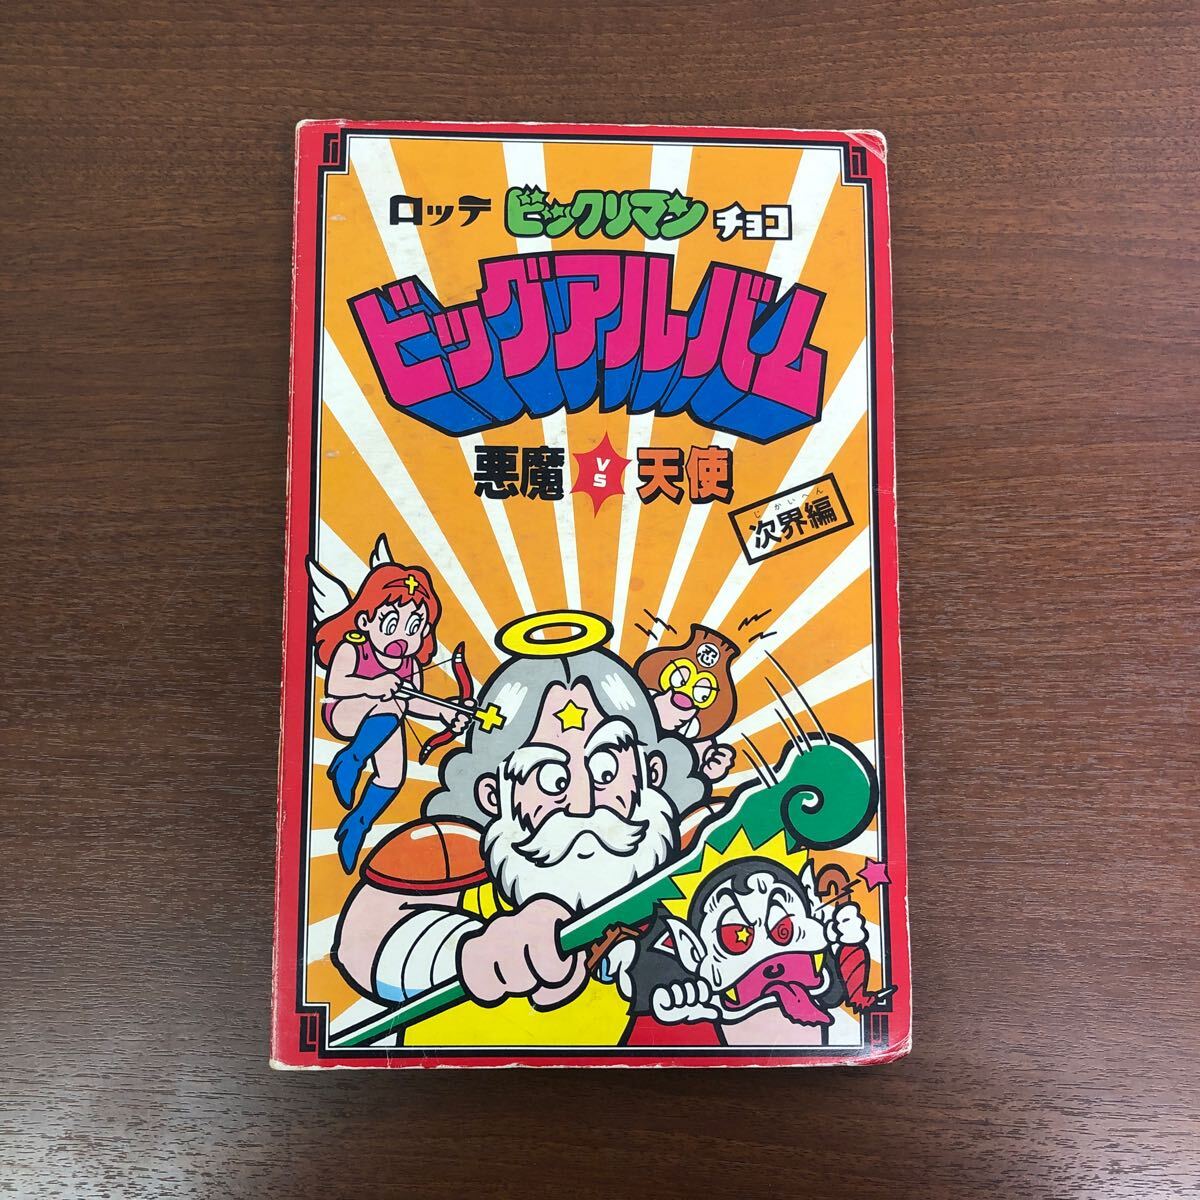 ロッテ ビックリマン チョコ
ビッグアルバム
悪魔 VS 天使
じかいへん
次界編
忍